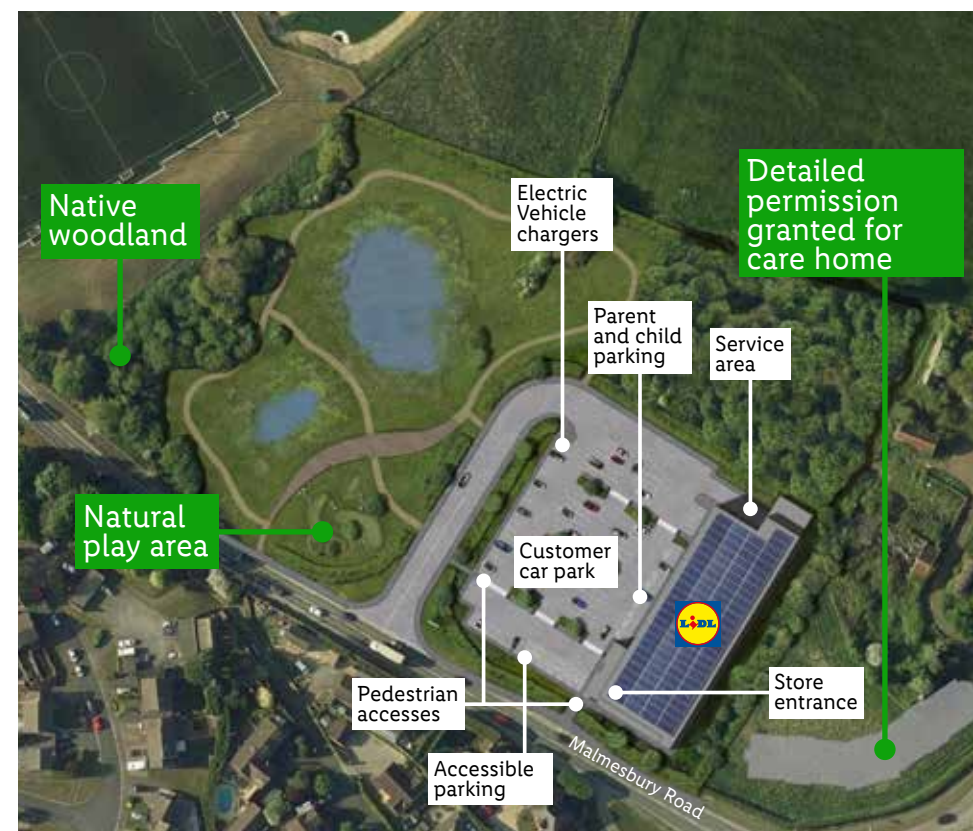 Native
woodland
Electric
Vehicle
chargers
Detailed
permission
granted for
care home
Parent
and child
parking
Service
area
Natural
play area
Customer
car park
LIDL
Pedestrian
accesses
Store
entrance
Accessible
parking
Malmesbury Road